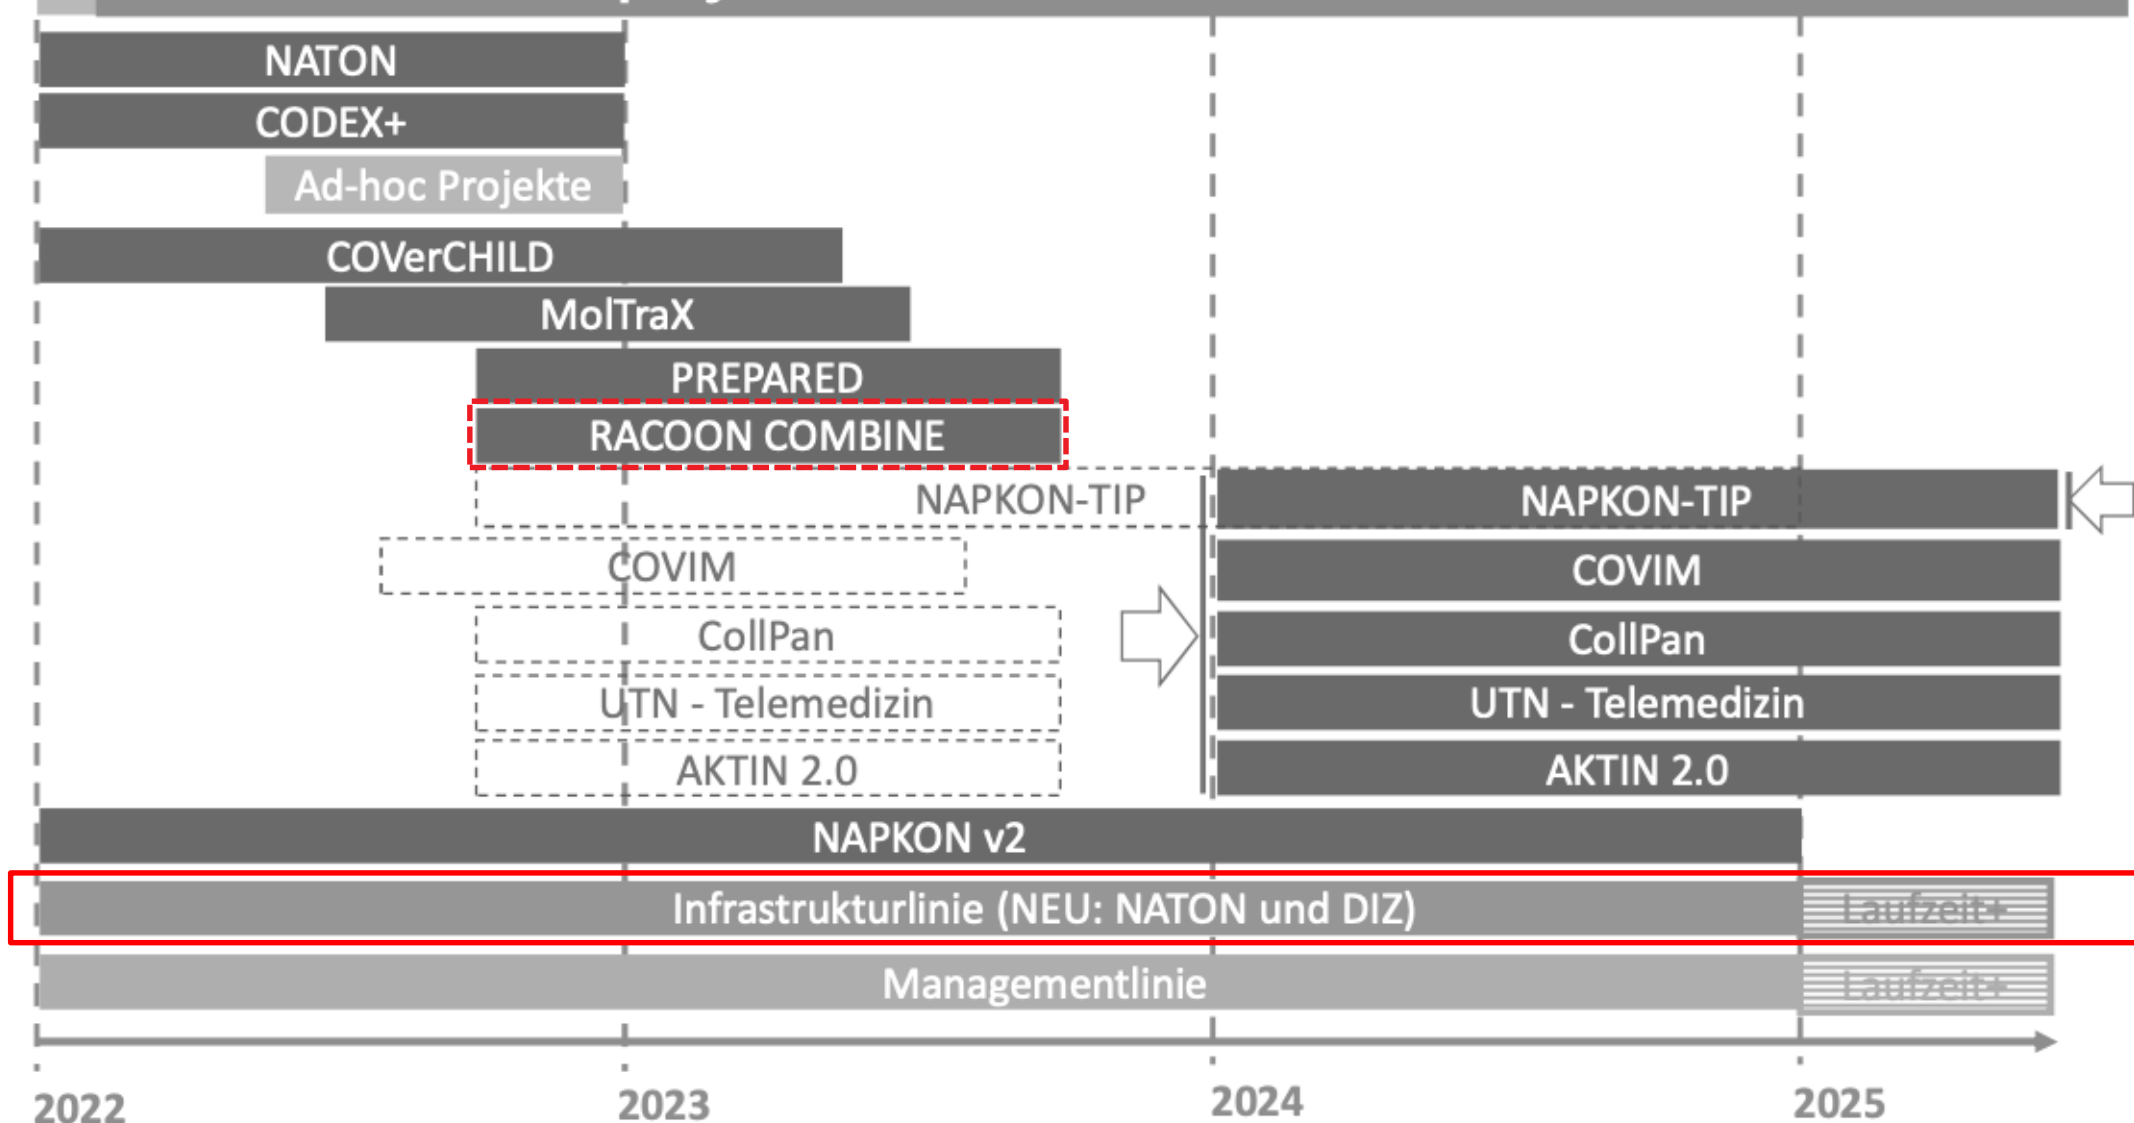 NATON
CODEX+
Ad-hoc Projekte
COVerCHILD
MolTraX
PREPARED
RACOON COMBINE
NAPKON-TIP NAPKON-TIP
COVIM COVIM
CollPan CollPan
UTN - Telemedizin UTN - Telemedizin
AKTIN 2.0 AKTIN 2.0
NAPKON v2
Infrastrukturlinie (NEU: NATON und DIZ) Laufzeit+
Managementlinie Laufzeit+
2022 2023 2024 2025